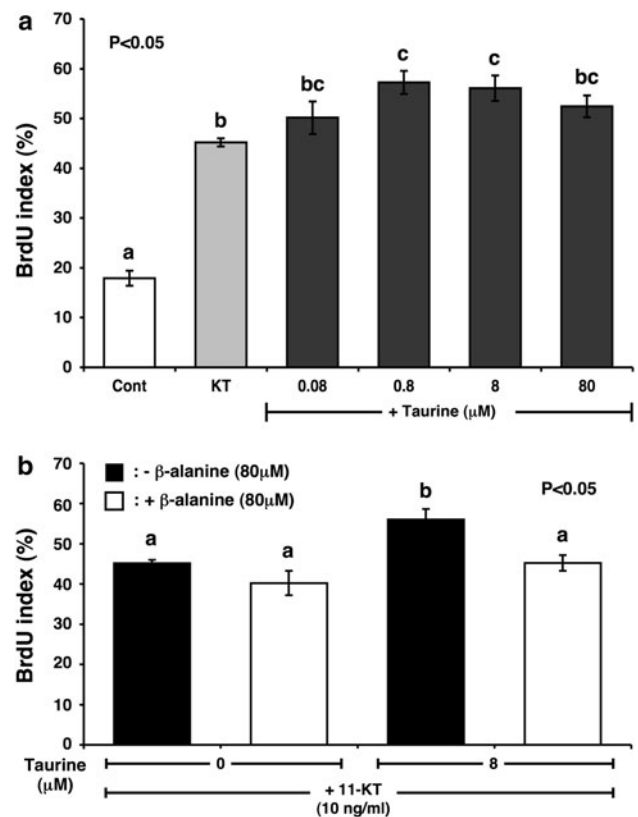 a
P<0.05
70
60
50
40
30
20
10
0
BrdU index (%)
a
b
bc
c
c
bc
Cont KT 0.08 0.8 8 80
+ Taurine (μM)
b
: - β-alanine (80μM)
: + β-alanine (80μM)
P<0.05
70
60
50
40
30
20
10
0
BrdU index (%)
a
a
b
a
Taurine (μM)
0 8
+ 11-KT
(10 ng/ml)